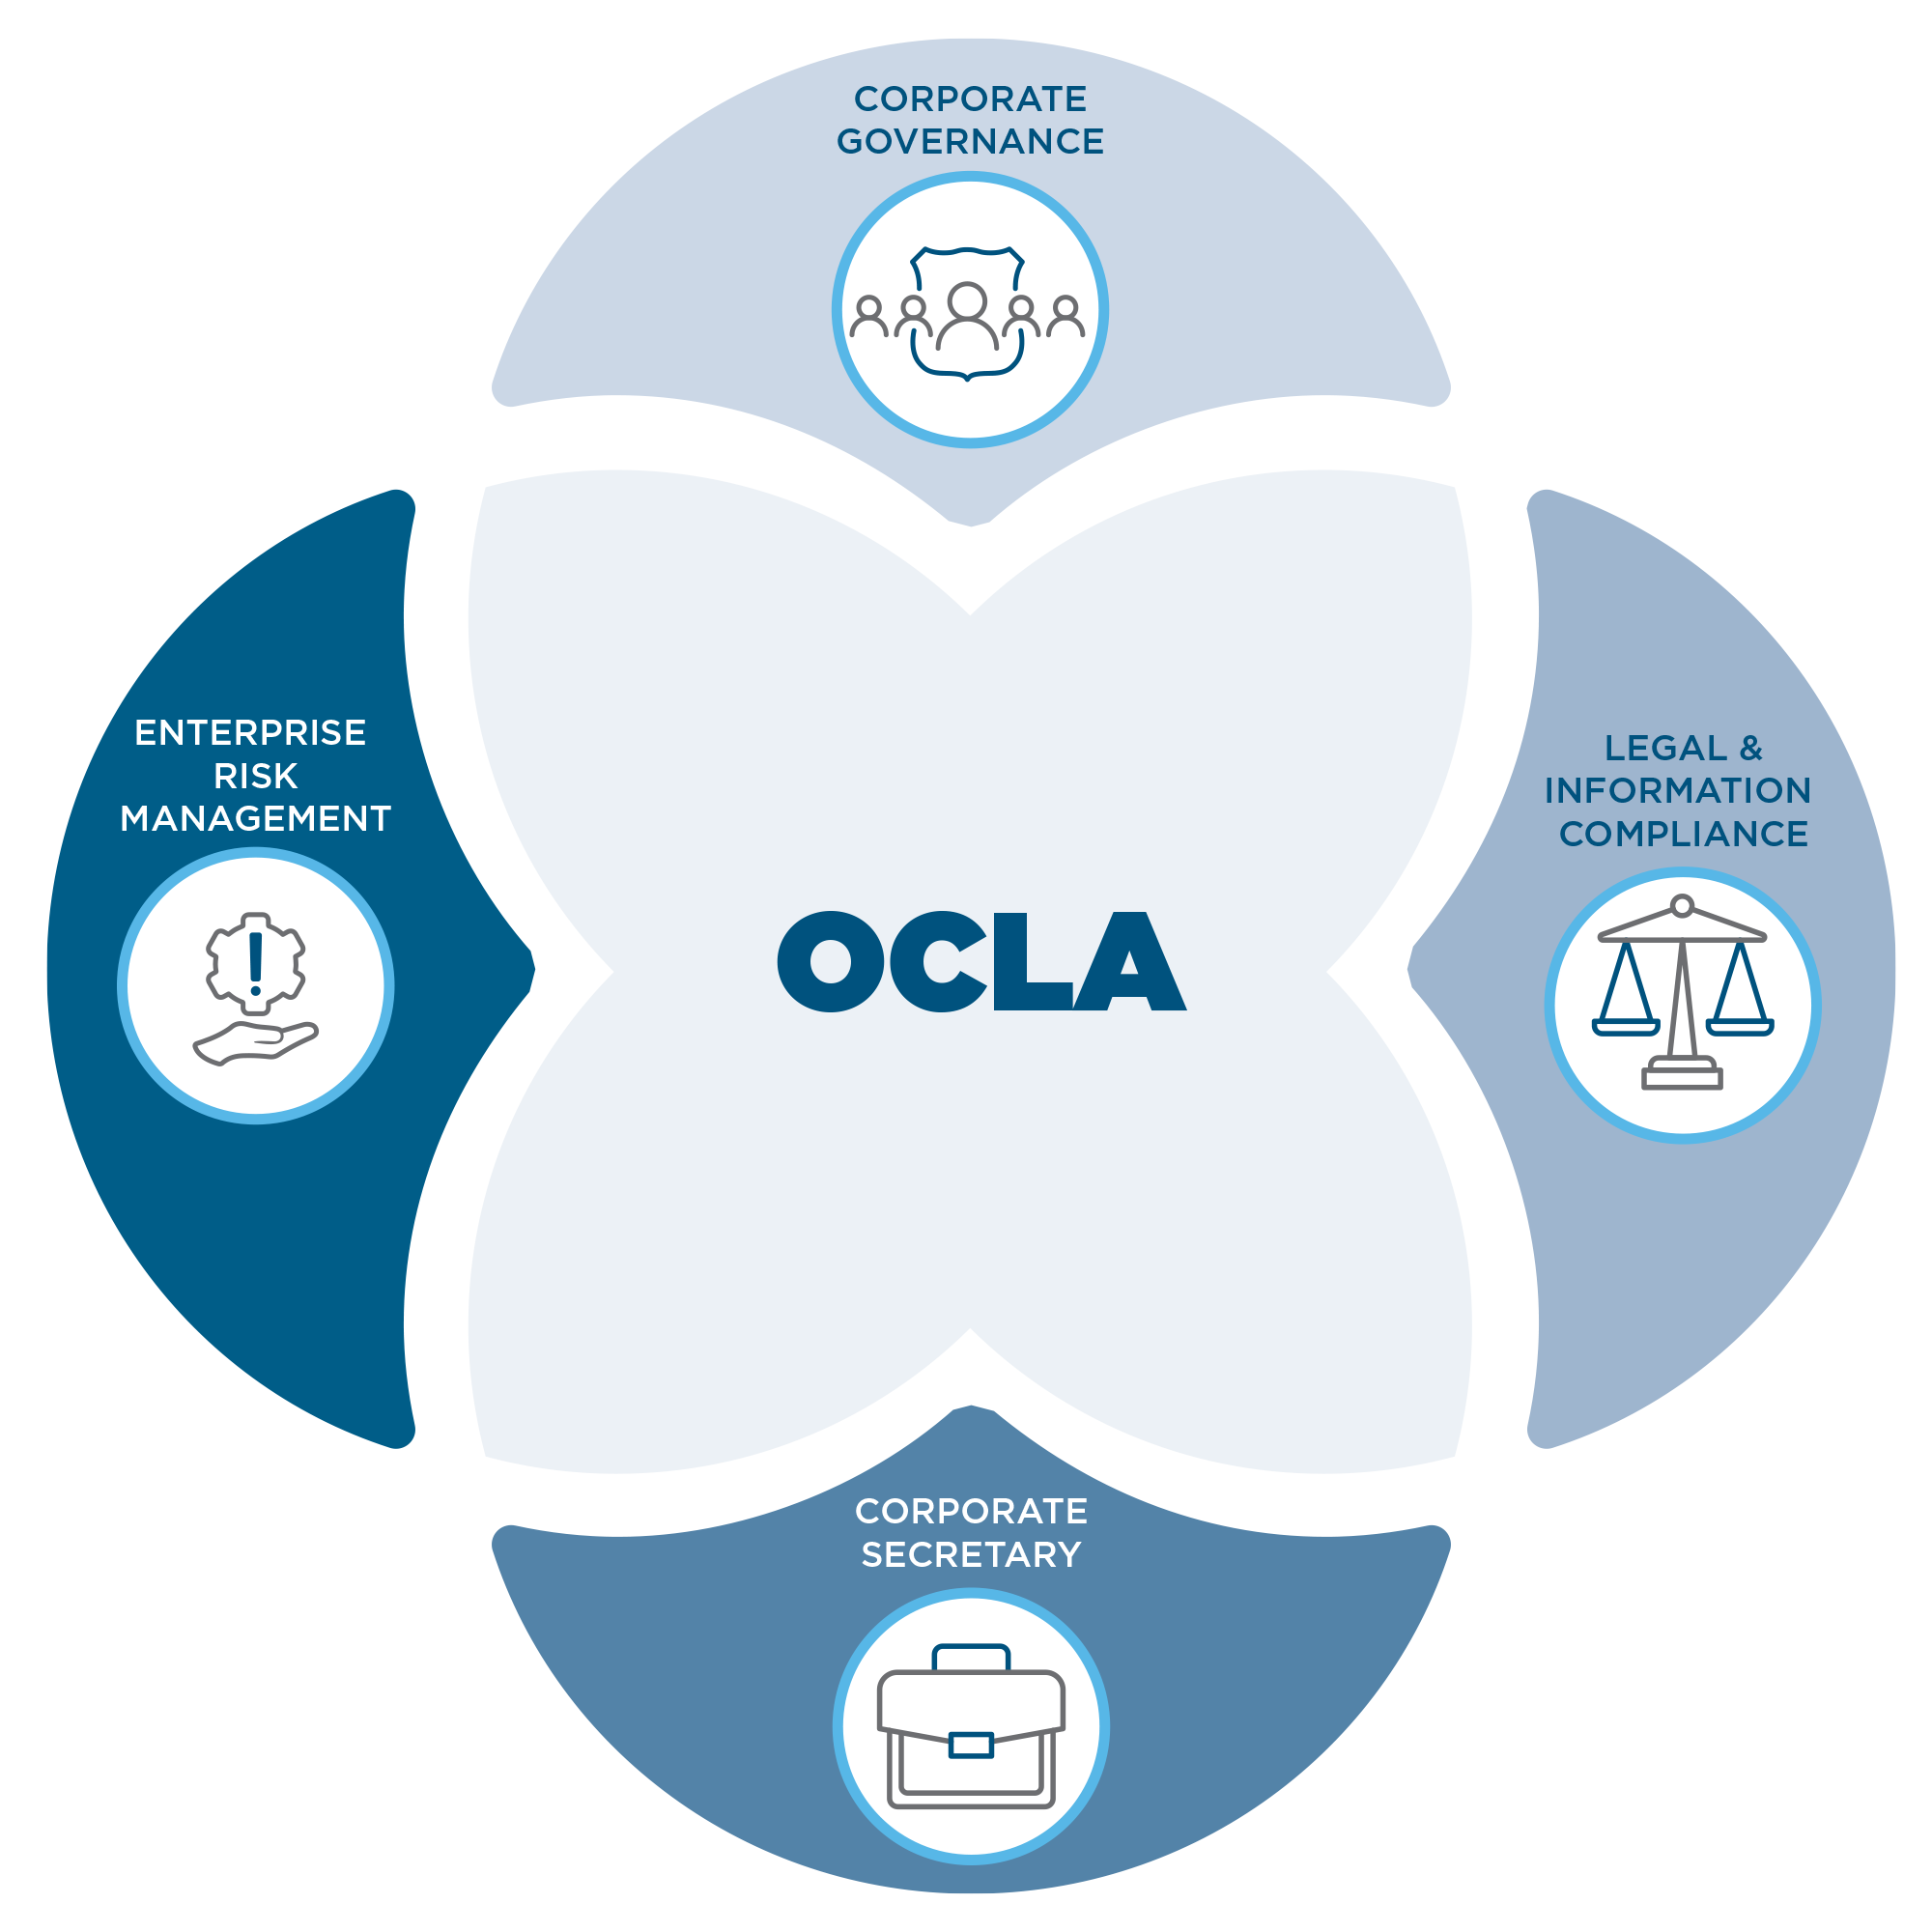 CORPORATE
GOVERNANCE
ENTERPRISE
RISK
MANAGEMENT
LEGAL &
INFORMATION
COMPLIANCE
OCLA
CORPORATE
SECRETARY